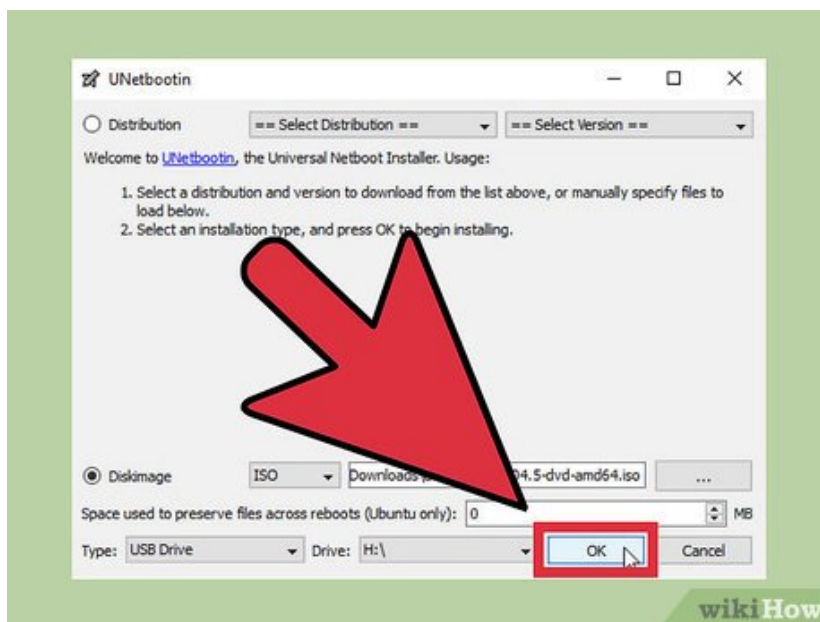 UNetbootin
Distribution == Select Distribution == == Select Version ==
Welcome to UNetbootin, the Universal Netboot Installer. Usage:
1. Select a distribution and version to download from the list above, or manually specify files to
load below.
2. Select an installation type, and press OK to begin installing.
Diskimage ISO Downloads 04.5-dvd-amd64.iso ...
Space used to preserve files across reboots (Ubuntu only): 0 MB
Type: USB Drive Drive: H:\ OK Cancel
wikiHow